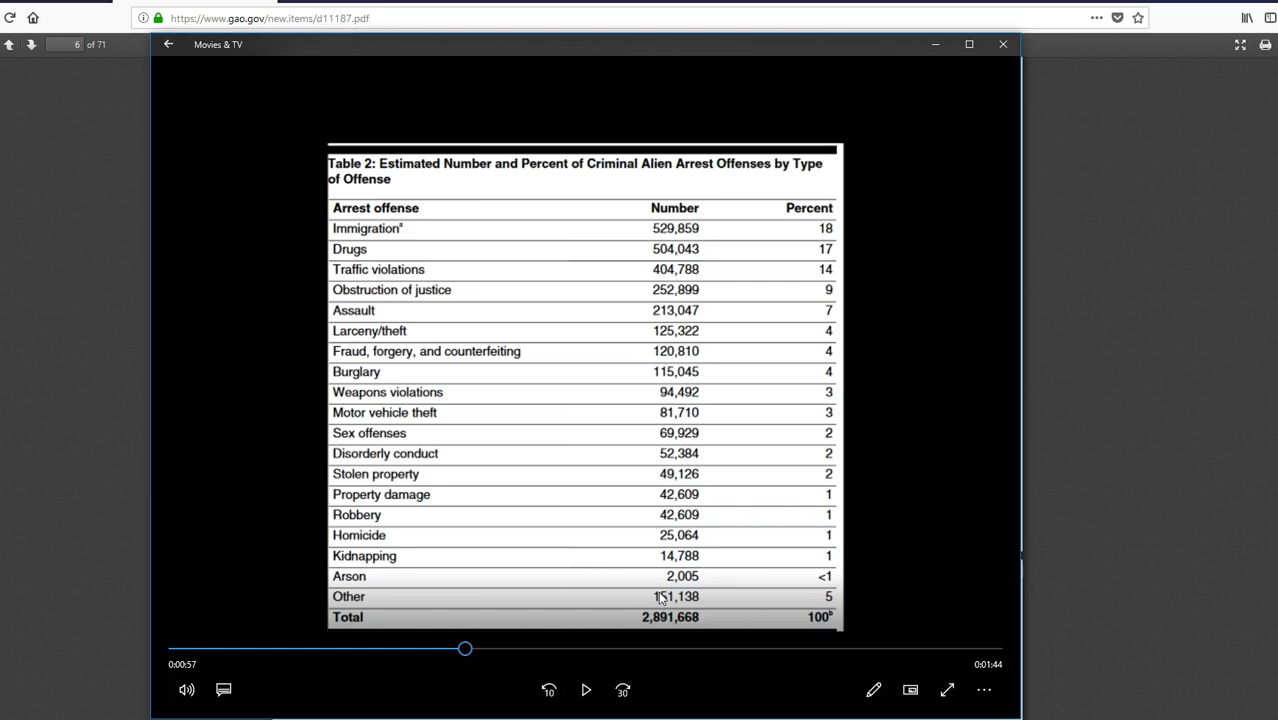 https://www.gao.gov/new.items/d11187.pdf
6 of 71
Movies & TV
Table 2: Estimated Number and Percent of Criminal Alien Arrest Offenses by Type
of Offense
Arrest offense Number Percent
Immigrationª 529,859 18
Drugs 504,043 17
Traffic violations 404,788 14
Obstruction of justice 252,899 9
Assault 213,047 7
Larceny/theft 125,322 4
Fraud, forgery, and counterfeiting 120,810 4
Burglary 115,045 4
Weapons violations 94,492 3
Motor vehicle theft 81,710 3
Sex offenses 69,929 2
Disorderly conduct 52,384 2
Stolen property 49,126 2
Property damage 42,609 1
Robbery 42,609 1
Homicide 25,064 1
Kidnapping 14,788 1
Arson 2,005 <1
Other 5
Total 2,891,668 100ᵇ
0:00:57 0:01:44
10 30